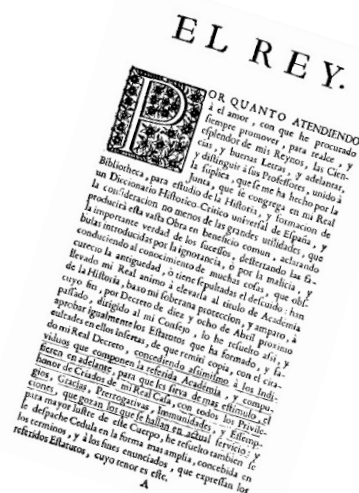 EL REY.
POR QUANTO ATENDIENDO
à el amor, con que he procurado
siempre promover, para realce, y
esplendor de mis Reynos, las Cien-
cias, y buenas Letras, y adelantar,
y distinguir à sus Professores, unido à
la suplica, que se me ha hecho por la
Junta, que se congrega en mi Real
Bibliotheca, para estudio de la Historia, y formacion de
un Diccionario Historico-Critico universal de España, y
la consideracion no menos de las grandes utilidades, que
producirà esta vasta Obra en beneficio comun, aclarando
la importante verdad de los sucessos, desterrando las fa-
bulas introducidas por la ignorancia, ò por la malicia, y
conduciendo al conocimiento de muchas cosas, que obs-
cureciò la antiguedad, ò tiene sepultadas el descuido: han
llevado mi Real animo à elevarla al titulo de Academia
de la Historia, baxo mi soberana proteccion, y amparo, à
cuyo fin, por Decreto de diez y ocho de Abril proximo
passado, dirigido al mi Consejo, lo he resuelto assi, y
aprobar igualmente los Estatutos que ha formado, y fa-
cultades, en ellos insertas, de que remitì copia, con el cita-
do mi Real Decreto, concediendo assimismo à los Indi-
viduos que componen la referida Academia, y compu-
sieren en adelante, para que les sirva de mas estimulo, el
honor de Criados de mi Real Casa, con todos los Privile-
gios, Gracias, Prerrogativas, Immunidades, y Essemp-
ciones, que gozan los que se hallan en actual servicio: y
para mayor lustre de este Cuerpo, he resuelto tambien se
le despache Cedula en la forma mas amplia, concebida en
los terminos, y à los fines enunciados, que expressan los
referidos Estatutos, cuyo tenor es este.
A